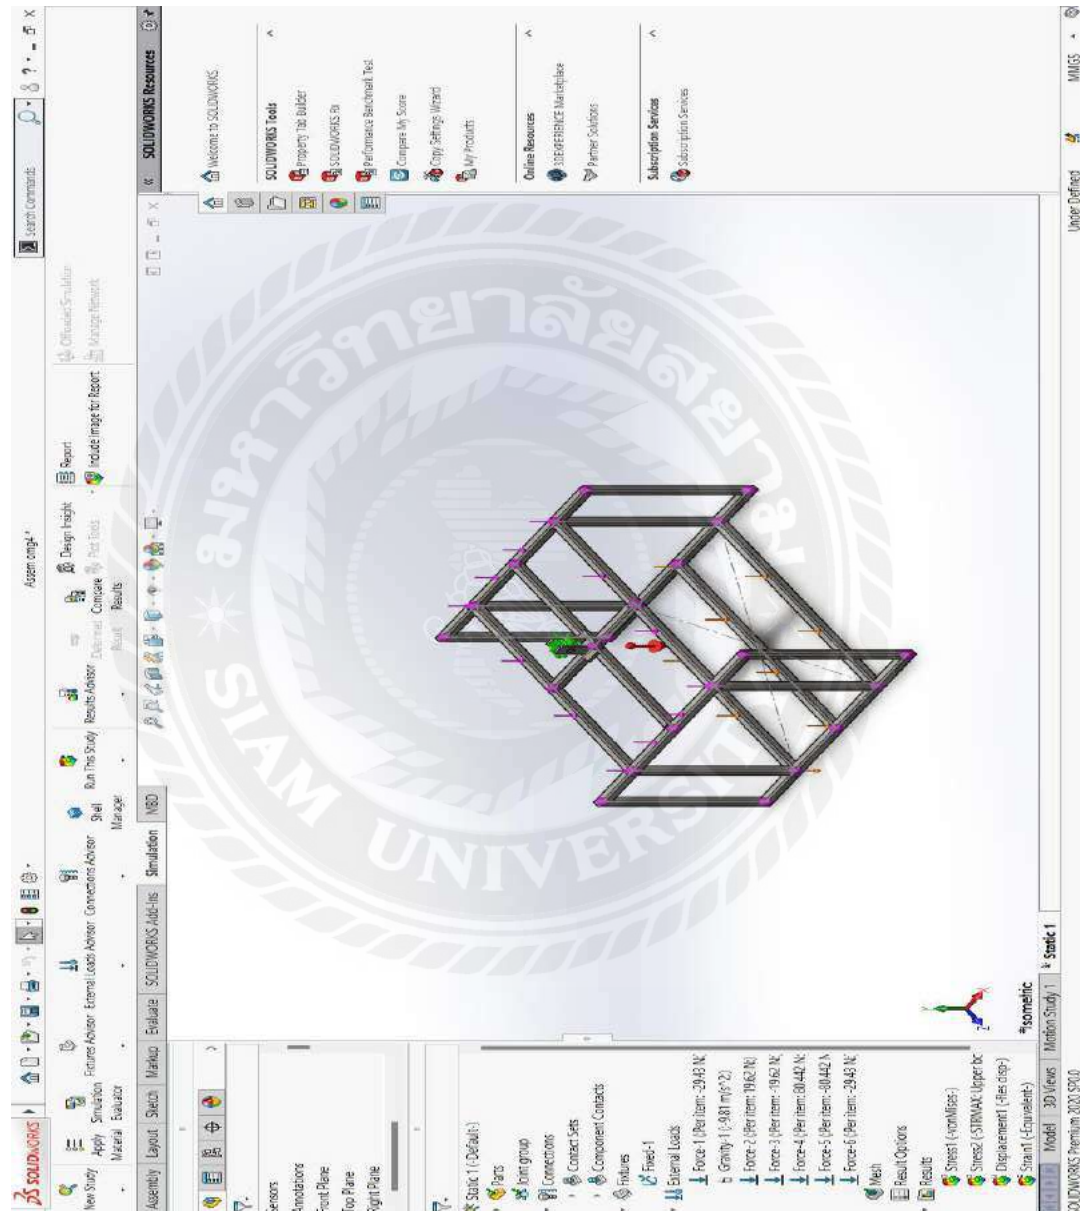 SOLIDWORKS
Assem omg4 *
Search Commands
New Study
Apply Material
Simulation Evaluator
Fixtures Advisor
External Loads Advisor
Connections Advisor
Shell Manager
Run This Study
Results Advisor
Deformed Result
Compare Results
Design Insight
Plot Tools
Report
Include Image for Report
Offloaded Simulation
Manage Network
Assembly
Layout
Sketch
Markup
Evaluate
SOLIDWORKS Add-Ins
Simulation
MBD
Sensors
Annotations
Front Plane
Top Plane
Right Plane
Static 1 (-Default-)
Parts
Joint group
Connections
Contact Sets
Component Contacts
Fixtures
Fixed-1
External Loads
Force-1 (:Per item: -29.43 N:
Gravity-1 (-9.81 m/s^2:)
Force-2 (:Per item: 19.62 N:)
Force-3 (:Per item: -19.62 N:
Force-4 (:Per item: 80.442 N:
Force-5 (:Per item: -80.442 N
Force-6 (:Per item: -29.43 N:
Mesh
Result Options
Results
Stress1 (-vonMises-)
Stress2 (-STRMAX: Upper bo
Displacement1 (-Res disp-)
Strain1 (-Equivalent-)
*Isometric
มหาวิทยาลัยสยาม
SIAM UNIVERSITY
SOLIDWORKS Resources
Welcome to SOLIDWORKS
SOLIDWORKS Tools
Property Tab Builder
SOLIDWORKS Rx
Performance Benchmark Test
Compare My Score
Copy Settings Wizard
My Products
Online Resources
3DEXPERIENCE Marketplace
Partner Solutions
Subscription Services
Subscription Services
Model
3D Views
Motion Study 1
Static 1
SOLIDWORKS Premium 2020 SP0.0
Under Defined
MMGS